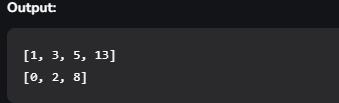 Output:
[1, 3, 5, 13]
[0, 2, 8]